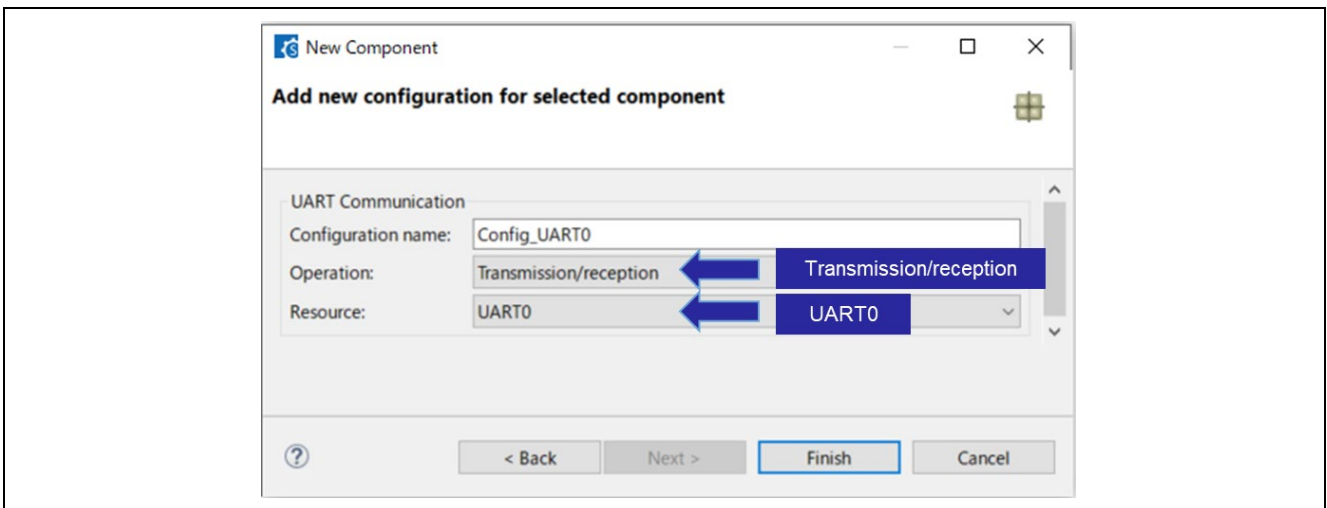 New Component
Add new configuration for selected component
UART Communication
Configuration name: Config_UART0
Operation: Transmission/reception Transmission/reception
Resource: UART0 UART0
< Back Next > Finish Cancel